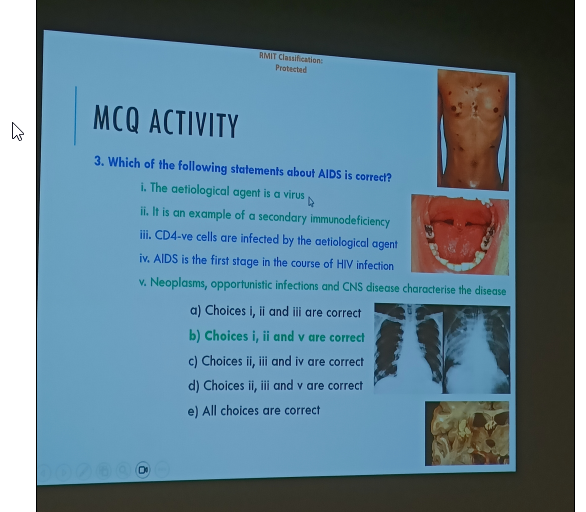 RMIT Classification:
Protected
MCQ ACTIVITY
3. Which of the following statements about AIDS is correct?
i. The aetiological agent is a virus
ii. It is an example of a secondary immunodeficiency
iii. CD4-ve cells are infected by the aetiological agent
iv. AIDS is the first stage in the course of HIV infection
v. Neoplasms, opportunistic infections and CNS disease characterise the disease
a) Choices i, ii and iii are correct
b) Choices i, ii and v are correct
c) Choices ii, iii and iv are correct
d) Choices ii, iii and v are correct
e) All choices are correct